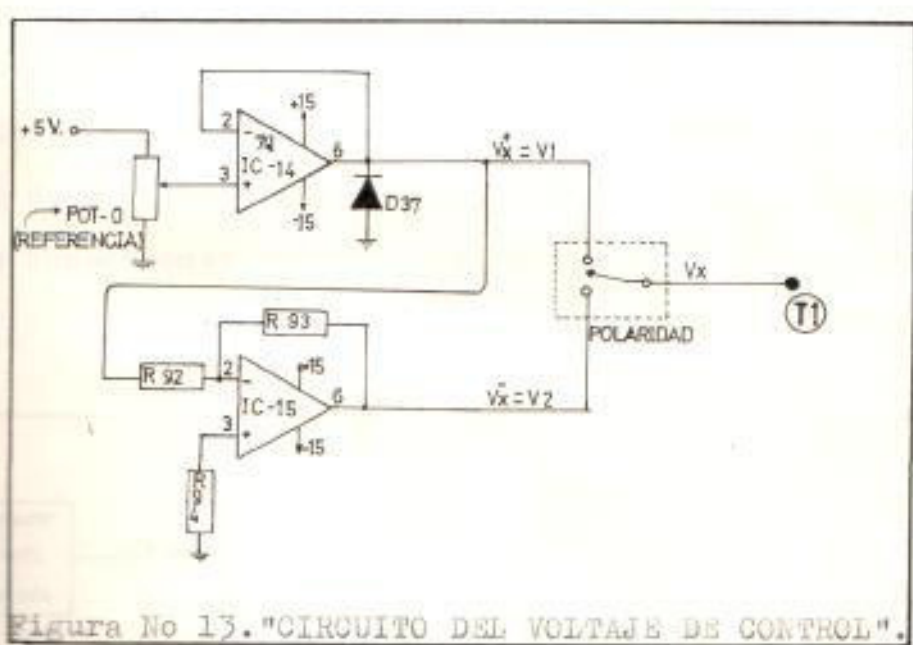 +5V.
POT-0
(REFERENCIA)
2
3
-
+
IC-14
+15
-15
6
D37
Vx⁺ = V1
POLARIDAD
Vx
T1
R 92
R 93
2
3
-
+
IC-15
-15
6
Vx⁻ = V2
Figura No 13."CIRCUITO DEL VOLTAJE DE CONTROL".